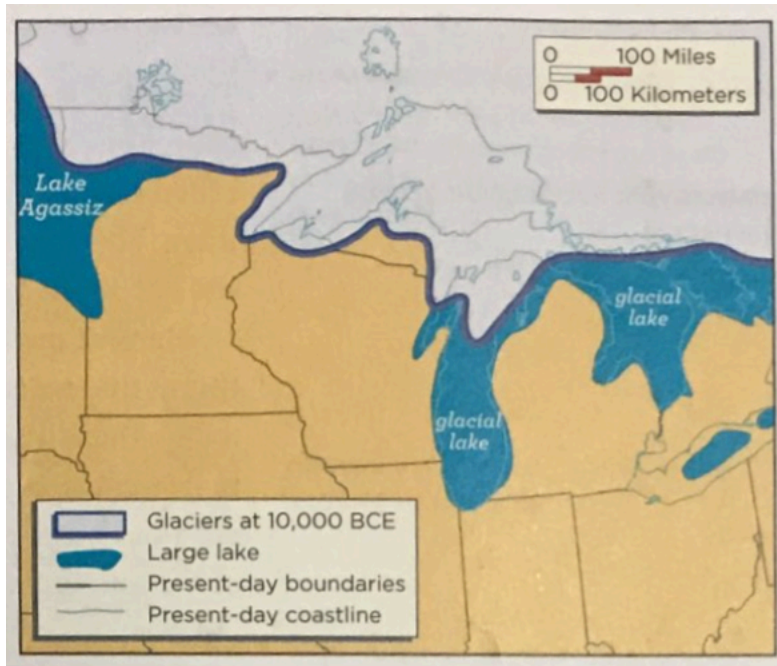 0 100 Miles
0 100 Kilometers
Lake
Agassiz
glacial
lake
glacial
lake
Glaciers at 10,000 BCE
Large lake
Present-day boundaries
Present-day coastline